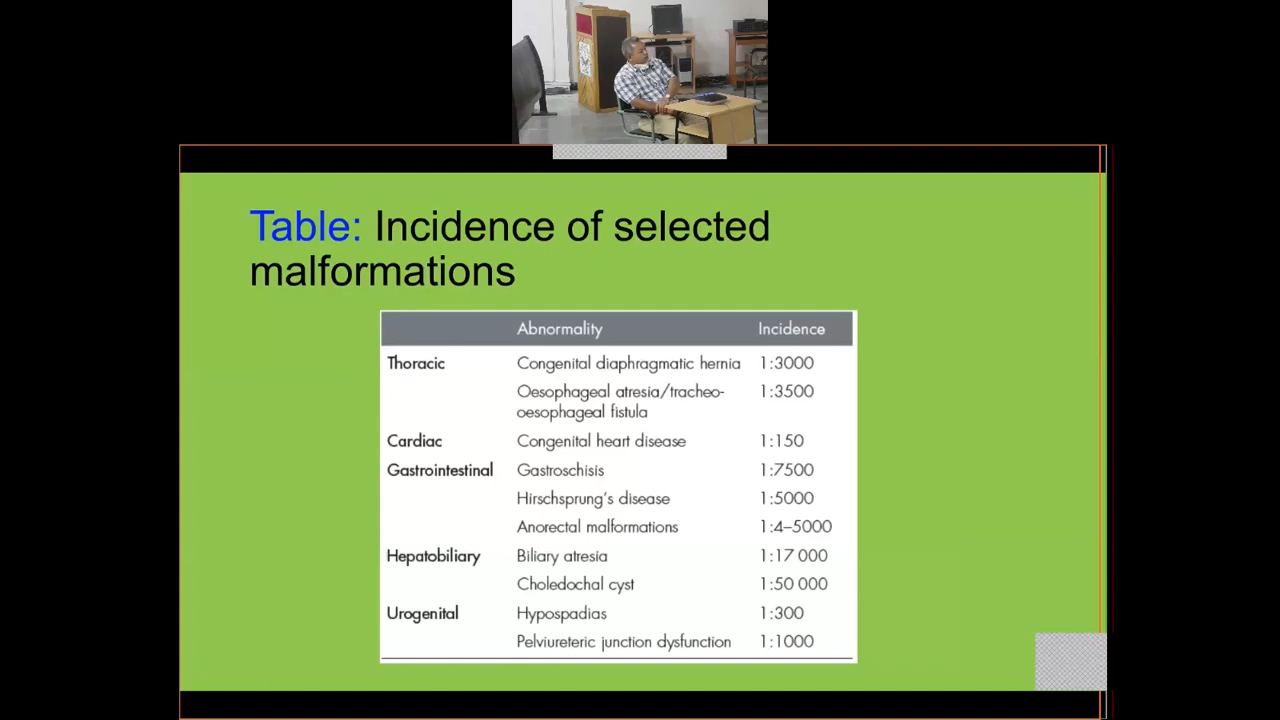 Table: Incidence of selected
malformations
Abnormality Incidence
Thoracic Congenital diaphragmatic hernia 1:3000
Oesophageal atresia/tracheo- 1:3500
oesophageal fistula
Cardiac Congenital heart disease 1:150
Gastrointestinal Gastroschisis 1:7500
Hirschsprung's disease 1:5000
Anorectal malformations 1:4–5000
Hepatobiliary Biliary atresia 1:17 000
Choledochal cyst 1:50 000
Urogenital Hypospadias 1:300
Pelviureteric junction dysfunction 1:1000